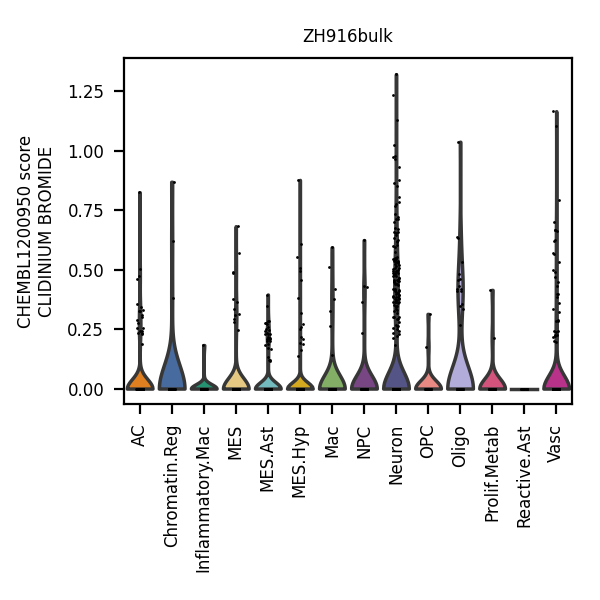 ZH916bulk
CHEMBL1200950 score
CLIDINIUM BROMIDE
1.25
1.00
0.75
0.50
0.25
0.00
AC
Chromatin.Reg
Inflammatory.Mac
MES
MES.Ast
MES.Hyp
Mac
NPC
Neuron
OPC
Oligo
Prolif.Metab
Reactive.Ast
Vasc